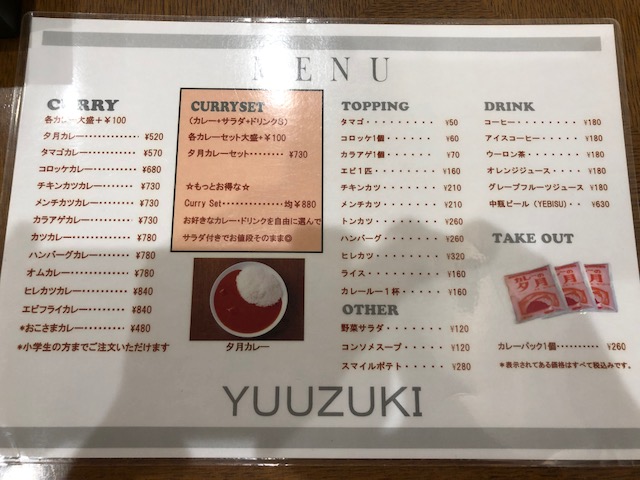 MENU
CURRY
各カレー大盛+¥100
夕月カレー・・・・・・・・¥520
タマゴカレー・・・・・・・¥570
コロッケカレー・・・・・・¥680
チキンカツカレー・・・・・¥730
メンチカツカレー・・・・・¥730
カラアゲカレー・・・・・・¥730
カツカレー・・・・・・・・¥780
ハンバーグカレー・・・・・¥780
オムカレー・・・・・・・・¥780
ヒレカツカレー・・・・・・¥840
エビフライカレー・・・・・¥840
*おこさまカレー・・・・・・¥480
*小学生の方までご注文いただけます
CURRYSET
(カレー+サラダ+ドリンクS)
各カレーセット大盛+¥100
夕月カレーセット・・・・・・・¥730
☆もっとお得な☆
Curry Set・・・・・・・均¥880
お好きなカレー・ドリンクを自由に選んで
サラダ付きでお値段そのまま◎
夕月カレー
TOPPING
タマゴ・・・・・・・・・¥50
コロッケ1個・・・・・・・¥60
カラアゲ1個・・・・・・・¥70
エビ1匹・・・・・・・・¥160
チキンカツ・・・・・・・¥210
メンチカツ・・・・・・・¥210
トンカツ・・・・・・・・¥260
ハンバーグ・・・・・・・¥260
ヒレカツ・・・・・・・・¥320
ライス・・・・・・・・・¥160
カレールー1杯・・・・・・¥160
OTHER
野菜サラダ・・・・・・・¥120
コンソメスープ・・・・・¥120
スマイルポテト・・・・・¥280
DRINK
コーヒー・・・・・・・・¥180
アイスコーヒー・・・・・¥180
ウーロン茶・・・・・・・¥180
オレンジジュース・・・・¥180
グレープフルーツジュース ¥180
中瓶ビール(YEBISU)・・¥630
TAKE OUT
カレーの
夕月
カレーパック1個・・・・・・・・・¥260
*表示されてある価格はすべて税込みです。
YUUZUKI